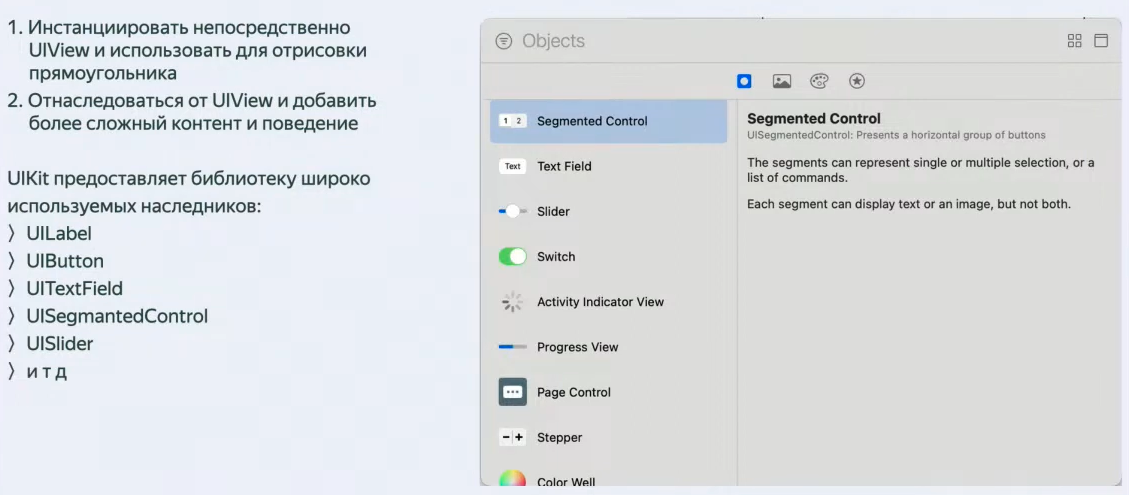 1. Инстанциировать непосредственно
UIView и использовать для отрисовки
прямоугольника
2. Отнаследоваться от UIView и добавить
более сложный контент и поведение
UIKit предоставляет библиотеку широко
используемых наследников:
〉 UILabel
〉 UIButton
〉 UITextField
〉 UISegmantedControl
〉 UISlider
〉 и т д
Objects
1 2 Segmented Control
Text Text Field
Slider
Switch
Activity Indicator View
Progress View
Page Control
Stepper
Color Well
Segmented Control
UISegmentedControl: Presents a horizontal group of buttons
The segments can represent single or multiple selection, or a
list of commands.
Each segment can display text or an image, but not both.